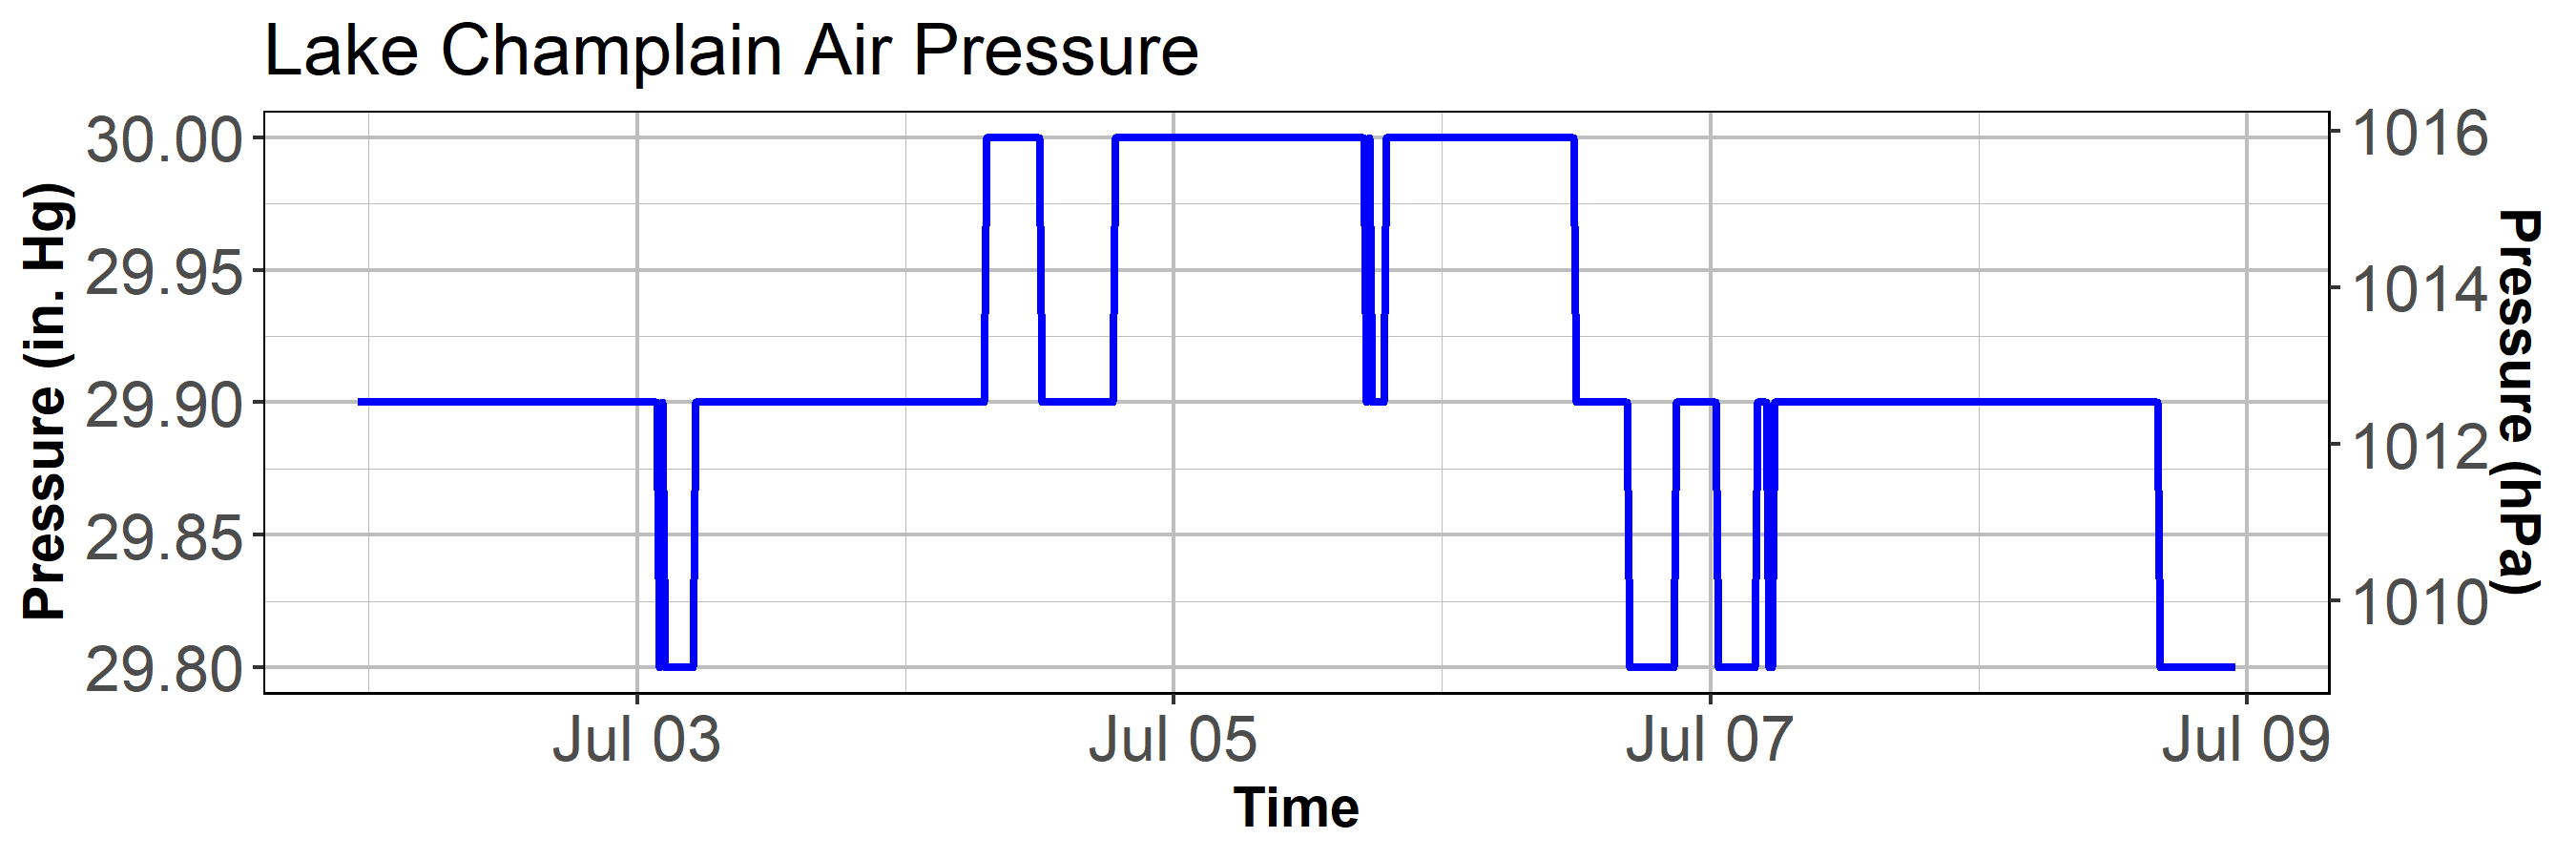 Lake Champlain Air Pressure
Pressure (in. Hg)
30.00
29.95
29.90
29.85
29.80
1016
1014
1012
1010
Pressure (hPa)
Jul 03 Jul 05 Jul 07 Jul 09
Time